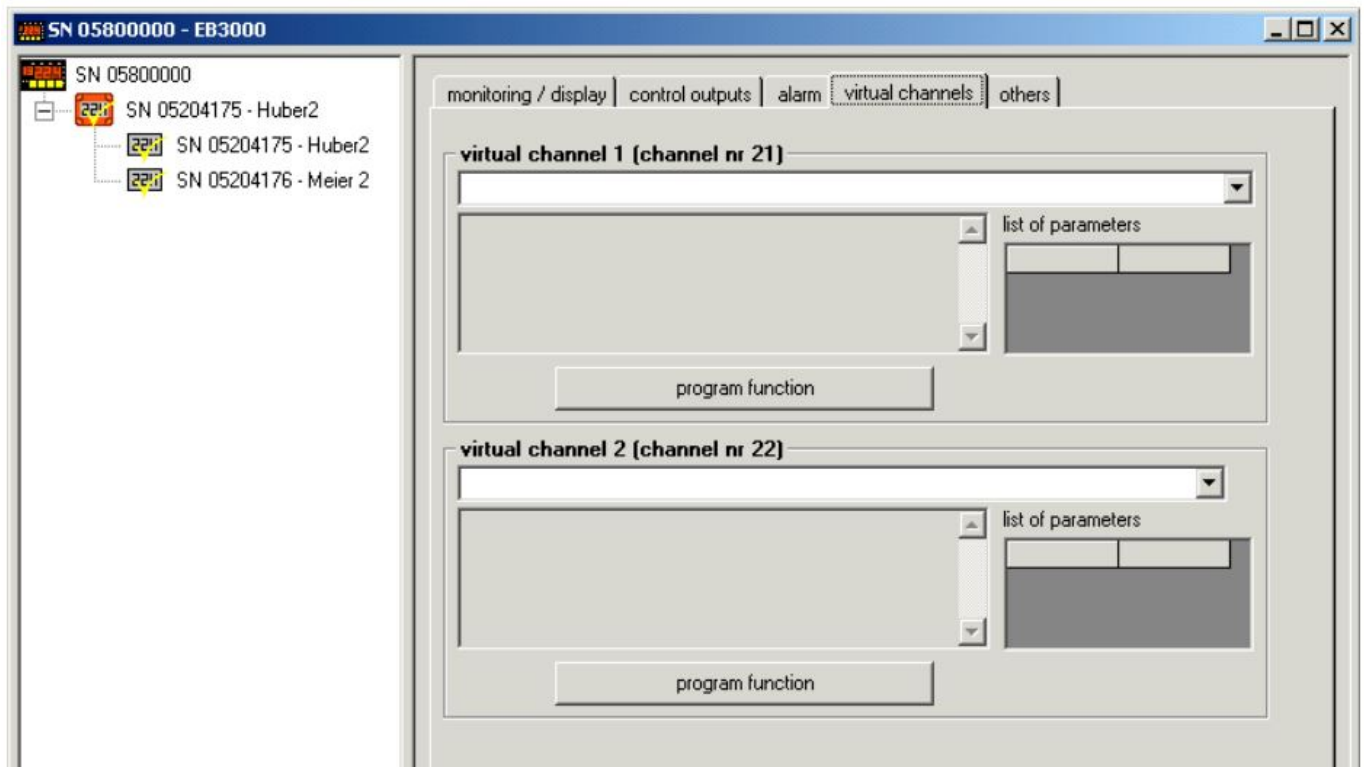 SN 05800000 - EB3000
SN 05800000
SN 05204175 - Huber2
SN 05204175 - Huber2
SN 05204176 - Meier 2
monitoring / display control outputs alarm virtual channels others
virtual channel 1 (channel nr 21)
list of parameters
program function
virtual channel 2 (channel nr 22)
list of parameters
program function